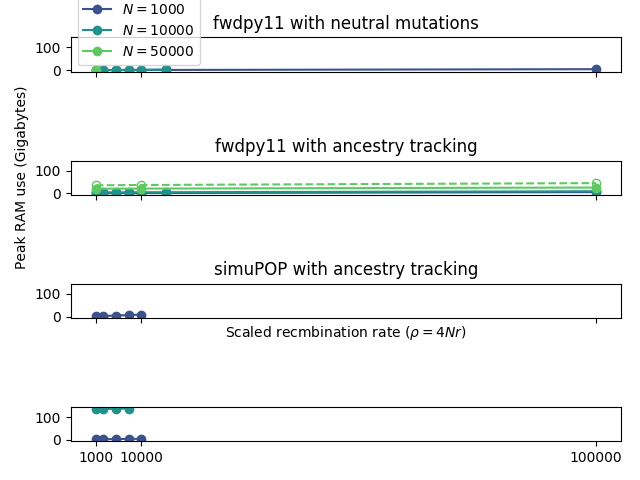 N = 1000
N = 10000
N = 50000
fwdpy11 with neutral mutations
100
0
Peak RAM use (Gigabytes)
fwdpy11 with ancestry tracking
100
0
simuPOP with ancestry tracking
100
0
Scaled recmbination rate (ρ = 4Nr)
100
0
1000 10000 100000